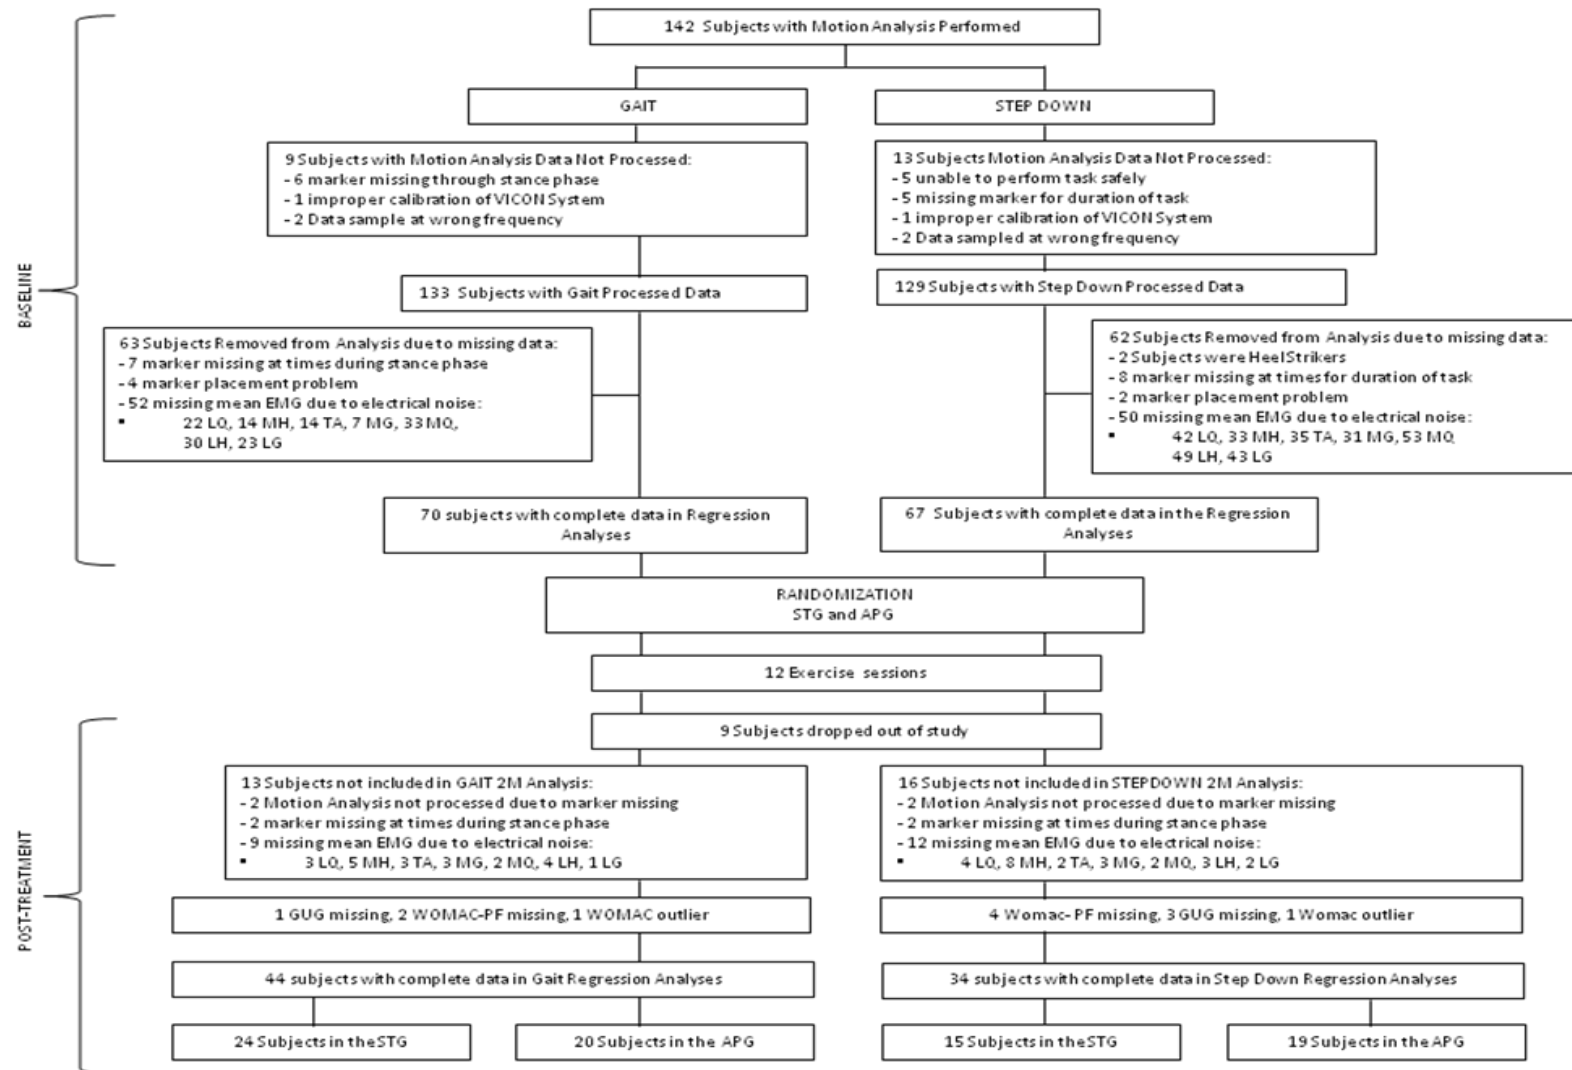 142 Subjects with Motion Analysis Performed
GAIT
STEP DOWN
9 Subjects with Motion Analysis Data Not Processed:
- 6 marker missing through stance phase
- 1 improper calibration of VICON System
- 2 Data sample at wrong frequency
13 Subjects Motion Analysis Data Not Processed:
- 5 unable to perform task safely
- 5 missing marker for duration of task
- 1 improper calibration of VICON System
- 2 Data sampled at wrong frequency
BASELINE
133 Subjects with Gait Processed Data
129 Subjects with Step Down Processed Data
63 Subjects Removed from Analysis due to missing data:
- 7 marker missing at times during stance phase
- 4 marker placement problem
- 52 missing mean EMG due to electrical noise:
▪ 22 LQ, 14 MH, 14 TA, 7 MG, 33 MQ,
30 LH, 23 LG
62 Subjects Removed from Analysis due to missing data:
- 2 Subjects were Heel Strikers
- 8 marker missing at times for duration of task
- 2 marker placement problem
- 50 missing mean EMG due to electrical noise:
▪ 42 LQ, 33 MH, 35 TA, 31 MG, 53 MQ
49 LH, 43 LG
70 subjects with complete data in Regression
Analyses
67 Subjects with complete data in the Regression
Analyses
RANDOMIZATION
STG and APG
12 Exercise sessions
9 Subjects dropped out of study
POST-TREATMENT
13 Subjects not included in GAIT 2M Analysis:
- 2 Motion Analysis not processed due to marker missing
- 2 marker missing at times during stance phase
- 9 missing mean EMG due to electrical noise:
▪ 3 LQ, 5 MH, 3 TA, 3 MG, 2 MQ, 4 LH, 1 LG
16 Subjects not included in STEPDOWN 2M Analysis:
- 2 Motion Analysis not processed due to marker missing
- 2 marker missing at times during stance phase
- 12 missing mean EMG due to electrical noise:
▪ 4 LQ, 8 MH, 2 TA, 3 MG, 2 MQ, 3 LH, 2 LG
1 GUG missing, 2 WOMAC-PF missing, 1 WOMAC outlier
4 Womac- PF missing, 3 GUG missing, 1 Womac outlier
44 subjects with complete data in Gait Regression Analyses
34 subjects with complete data in Step Down Regression Analyses
24 Subjects in the STG
20 Subjects in the APG
15 Subjects in the STG
19 Subjects in the APG